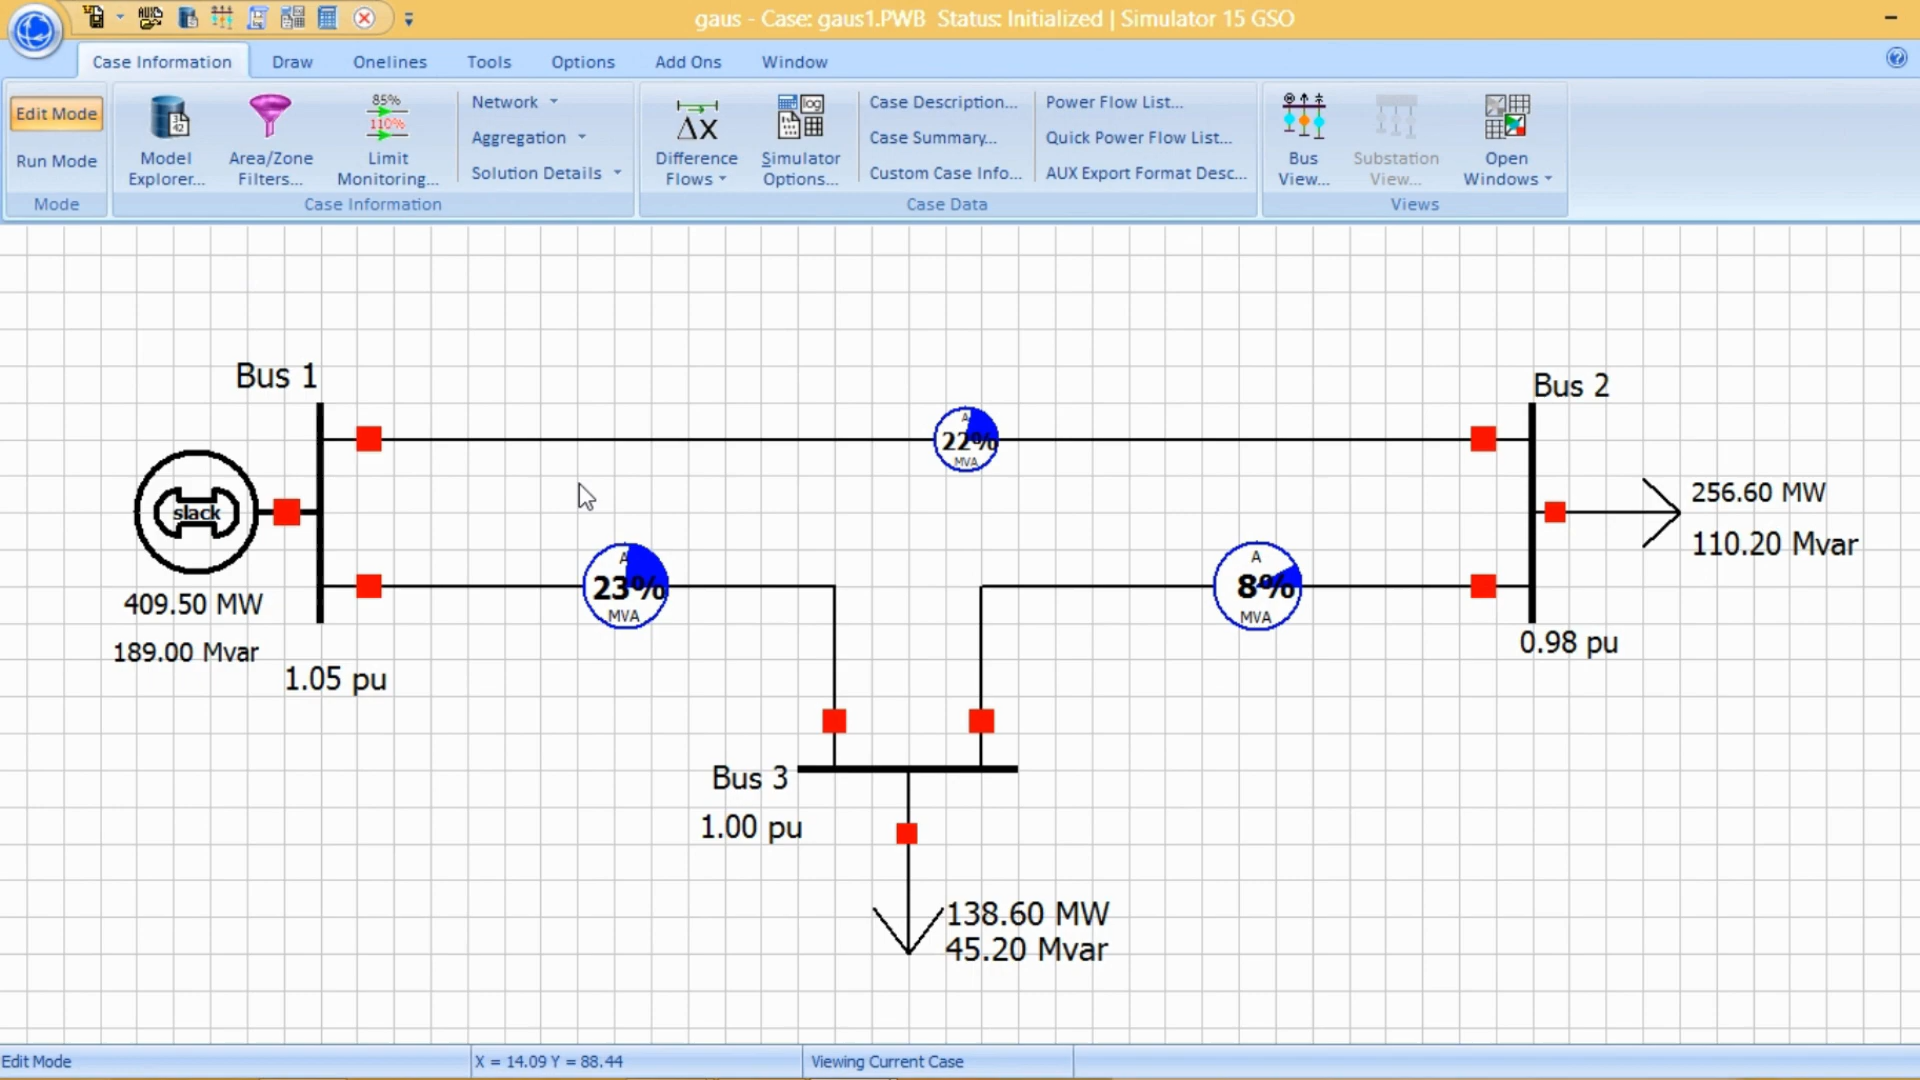 gaus - Case: gaus1.PWB Status: Initialized | Simulator 15 GSO
Case Information Draw Onelines Tools Options Add Ons Window
Edit Mode
Run Mode
Mode
Model Explorer...
Area/Zone Filters...
85%
110%
Limit Monitoring...
Network
Aggregation
Solution Details
Case Information
ΔX
Difference Flows
log
Simulator Options...
Case Description...
Case Summary...
Custom Case Info...
Power Flow List...
Quick Power Flow List...
AUX Export Format Desc...
Case Data
Bus View...
Substation View...
Open Windows
Views
Bus 1
Bus 2
A
22%
MVA
slack
256.60 MW
110.20 Mvar
A
23%
MVA
A
8%
MVA
409.50 MW
189.00 Mvar
1.05 pu
0.98 pu
Bus 3
1.00 pu
138.60 MW
45.20 Mvar
Edit Mode
X = 14.09 Y = 88.44
Viewing Current Case